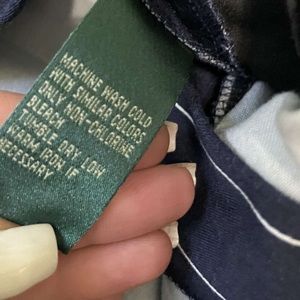 MACHINE WASH COLD
WITH SIMILAR COLORS
ONLY NON-CHLORINE
BLEACH
TUMBLE DRY LOW
WARM IRON IF
NECESSARY